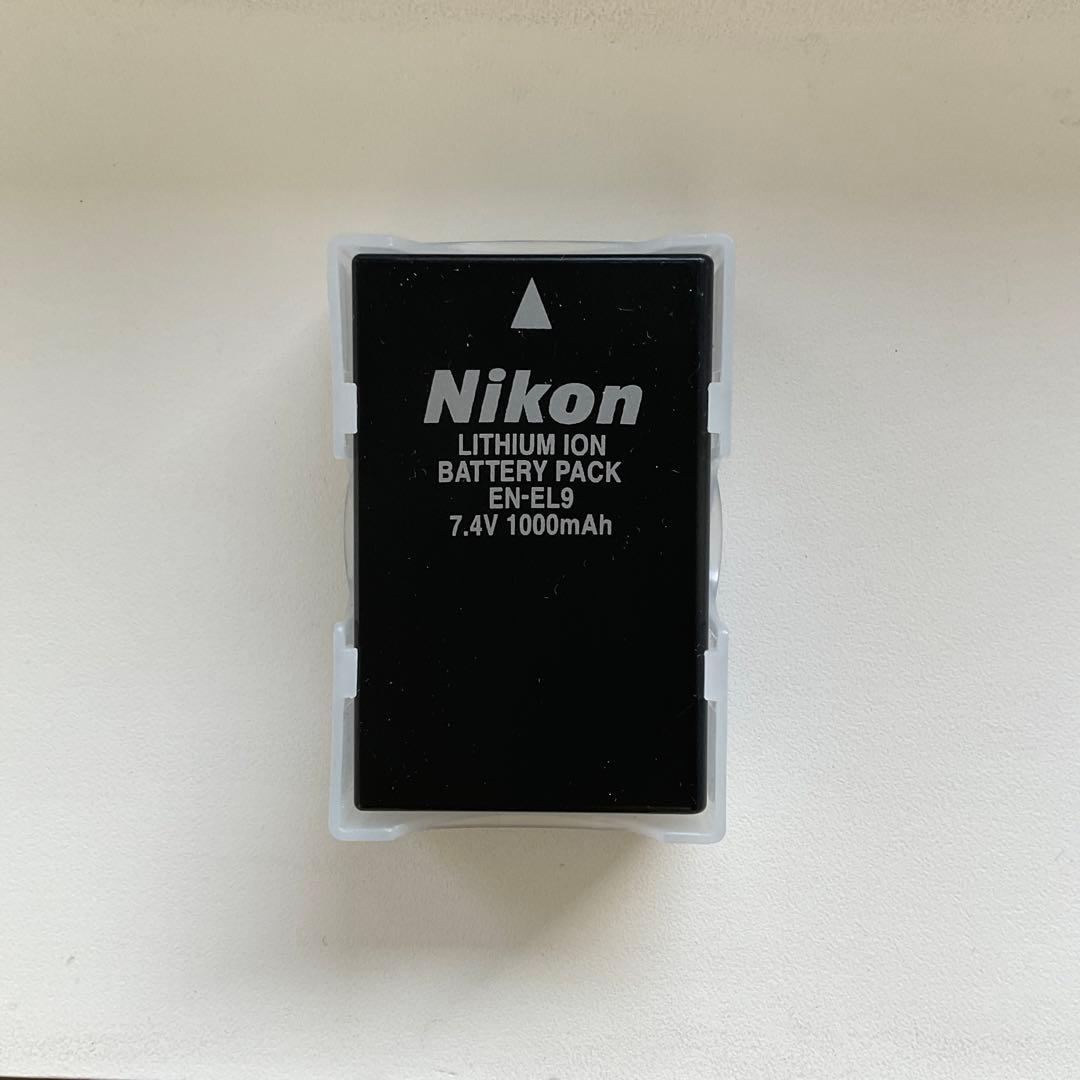 Nikon
LITHIUM ION
BATTERY PACK
EN-EL9
7.4V 1000mAh